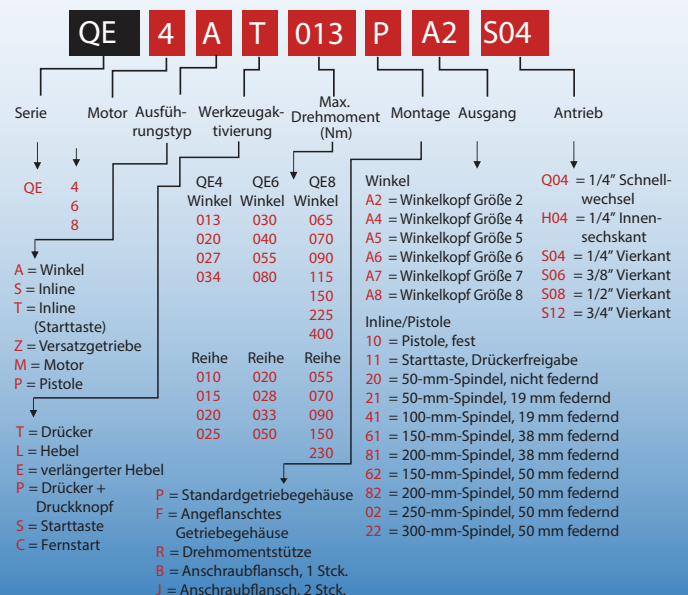 QE 4 A T 013 P A2 S04
Serie
Motor
Ausfüh-
rungstyp
Werkzeugak-
tivierung
Max.
Drehmoment
(Nm)
Montage
Ausgang
Antrieb
QE
4
6
8
A = Winkel
S = Inline
T = Inline
(Starttaste)
Z = Versatzgetriebe
M = Motor
P = Pistole
T = Drücker
L = Hebel
E = verlängerter Hebel
P = Drücker +
Druckknopf
S = Starttaste
C = Fernstart
QE4 QE6 QE8
Winkel Winkel Winkel
013 030 065
020 040 070
027 055 090
034 080 115
150
225
400
Reihe Reihe Reihe
010 020 055
015 028 070
020 033 090
025 050 150
230
P = Standardgetriebegehäuse
F = Angeflanschtes
Getriebegehäuse
R = Drehmomentstütze
B = Anschraubflansch, 1 Stck.
J = Anschraubflansch, 2 Stck.
Winkel
A2 = Winkelkopf Größe 2
A4 = Winkelkopf Größe 4
A5 = Winkelkopf Größe 5
A6 = Winkelkopf Größe 6
A7 = Winkelkopf Größe 7
A8 = Winkelkopf Größe 8
Inline/Pistole
10 = Pistole, fest
11 = Starttaste, Drückerfreigabe
20 = 50-mm-Spindel, nicht federnd
21 = 50-mm-Spindel, 19 mm federnd
41 = 100-mm-Spindel, 19 mm federnd
61 = 150-mm-Spindel, 38 mm federnd
81 = 200-mm-Spindel, 38 mm federnd
62 = 150-mm-Spindel, 50 mm federnd
82 = 200-mm-Spindel, 50 mm federnd
02 = 250-mm-Spindel, 50 mm federnd
22 = 300-mm-Spindel, 50 mm federnd
Q04 = 1/4” Schnell-
wechsel
H04 = 1/4” Innen-
sechskant
S04 = 1/4” Vierkant
S06 = 3/8” Vierkant
S08 = 1/2” Vierkant
S12 = 3/4” Vierkant